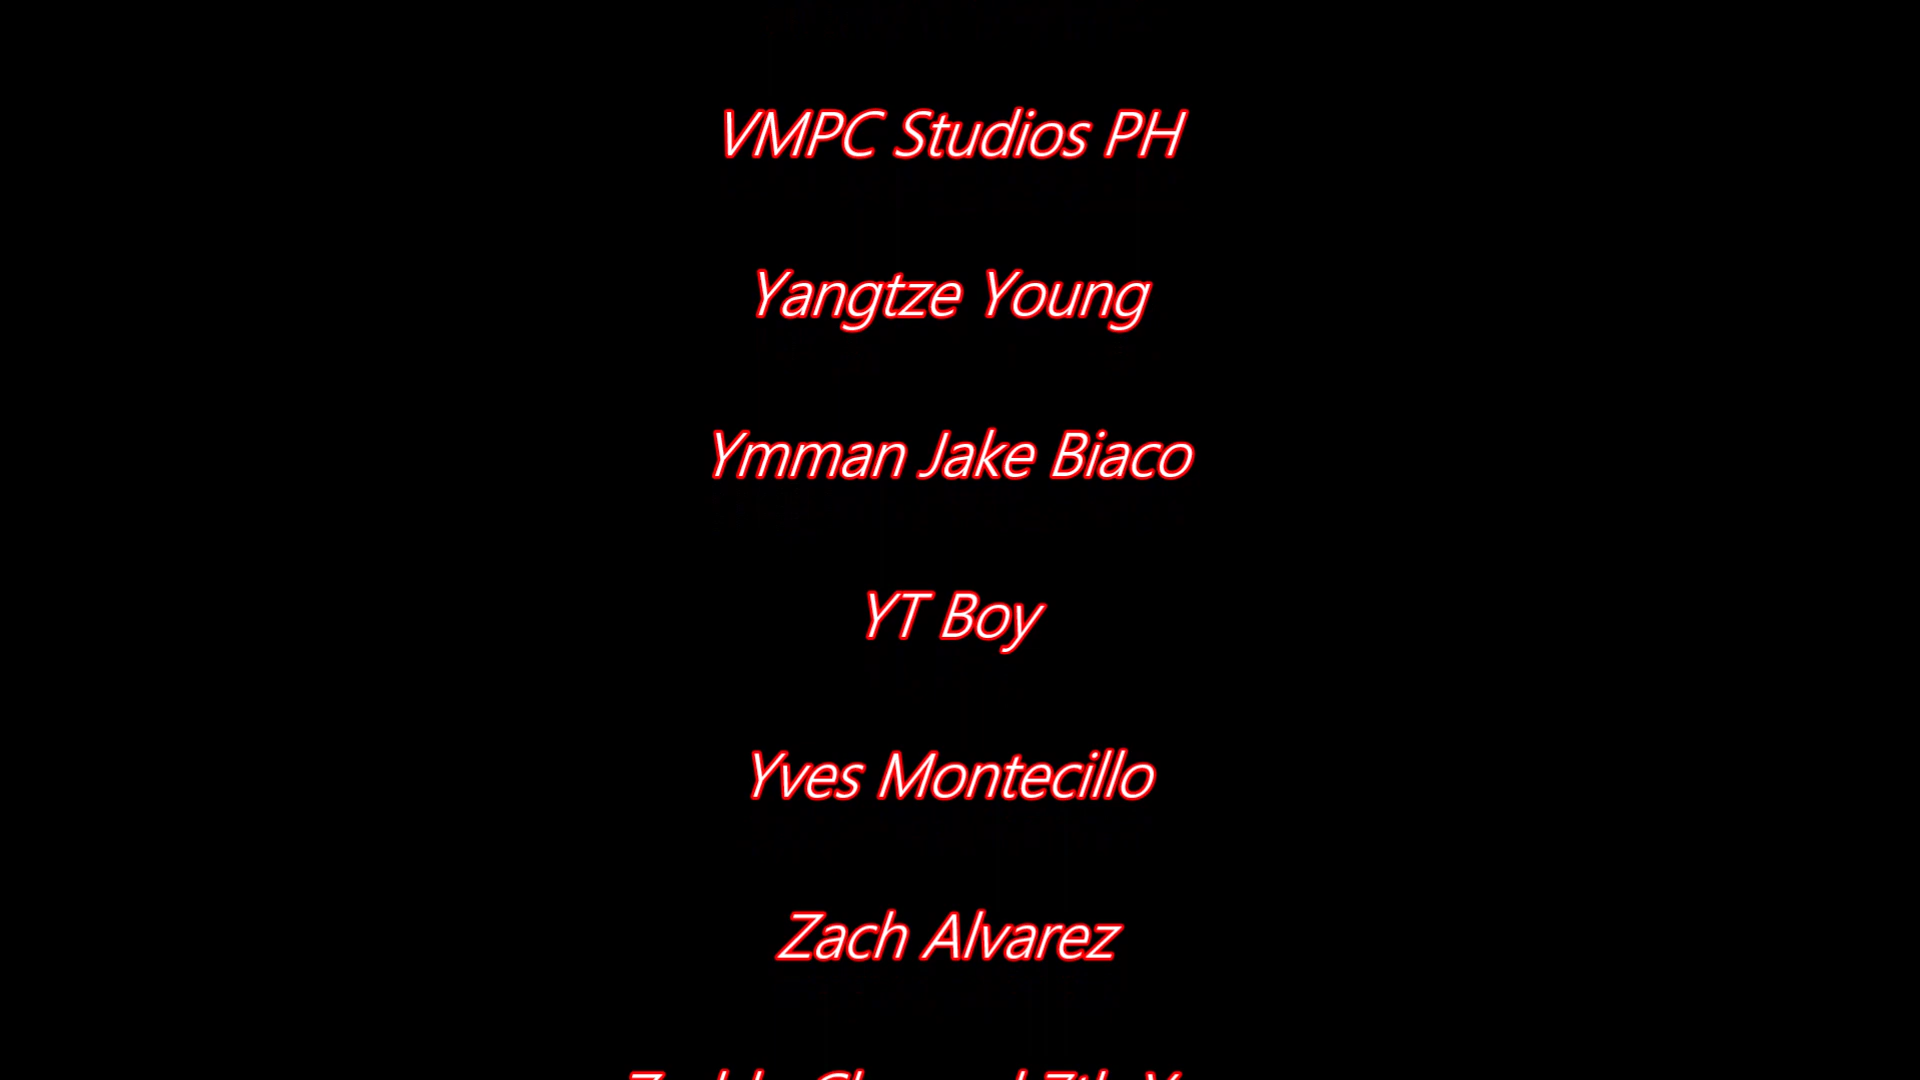 VMPC Studios PH
Yangtze Young
Ymman Jake Biaco
YT Boy
Yves Montecillo
Zach Alvarez